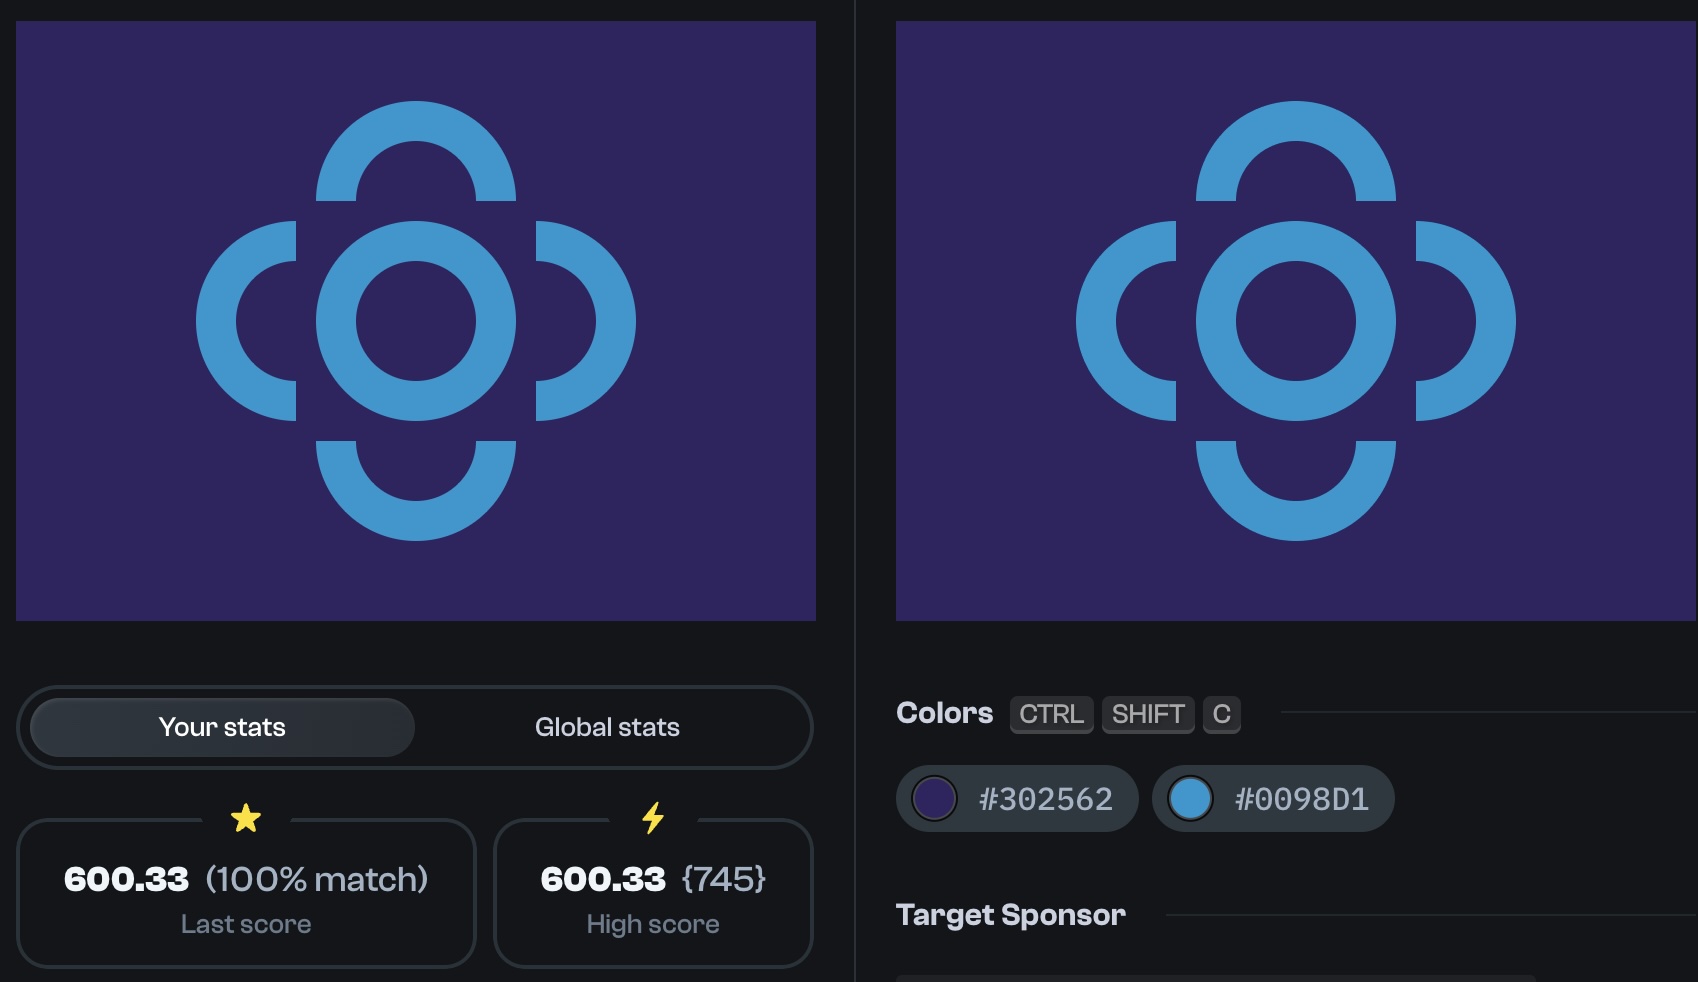 Your stats
Global stats
600.33 (100% match)
Last score
600.33 {745}
High score
Colors CTRL SHIFT C
#302562
#0098D1
Target Sponsor